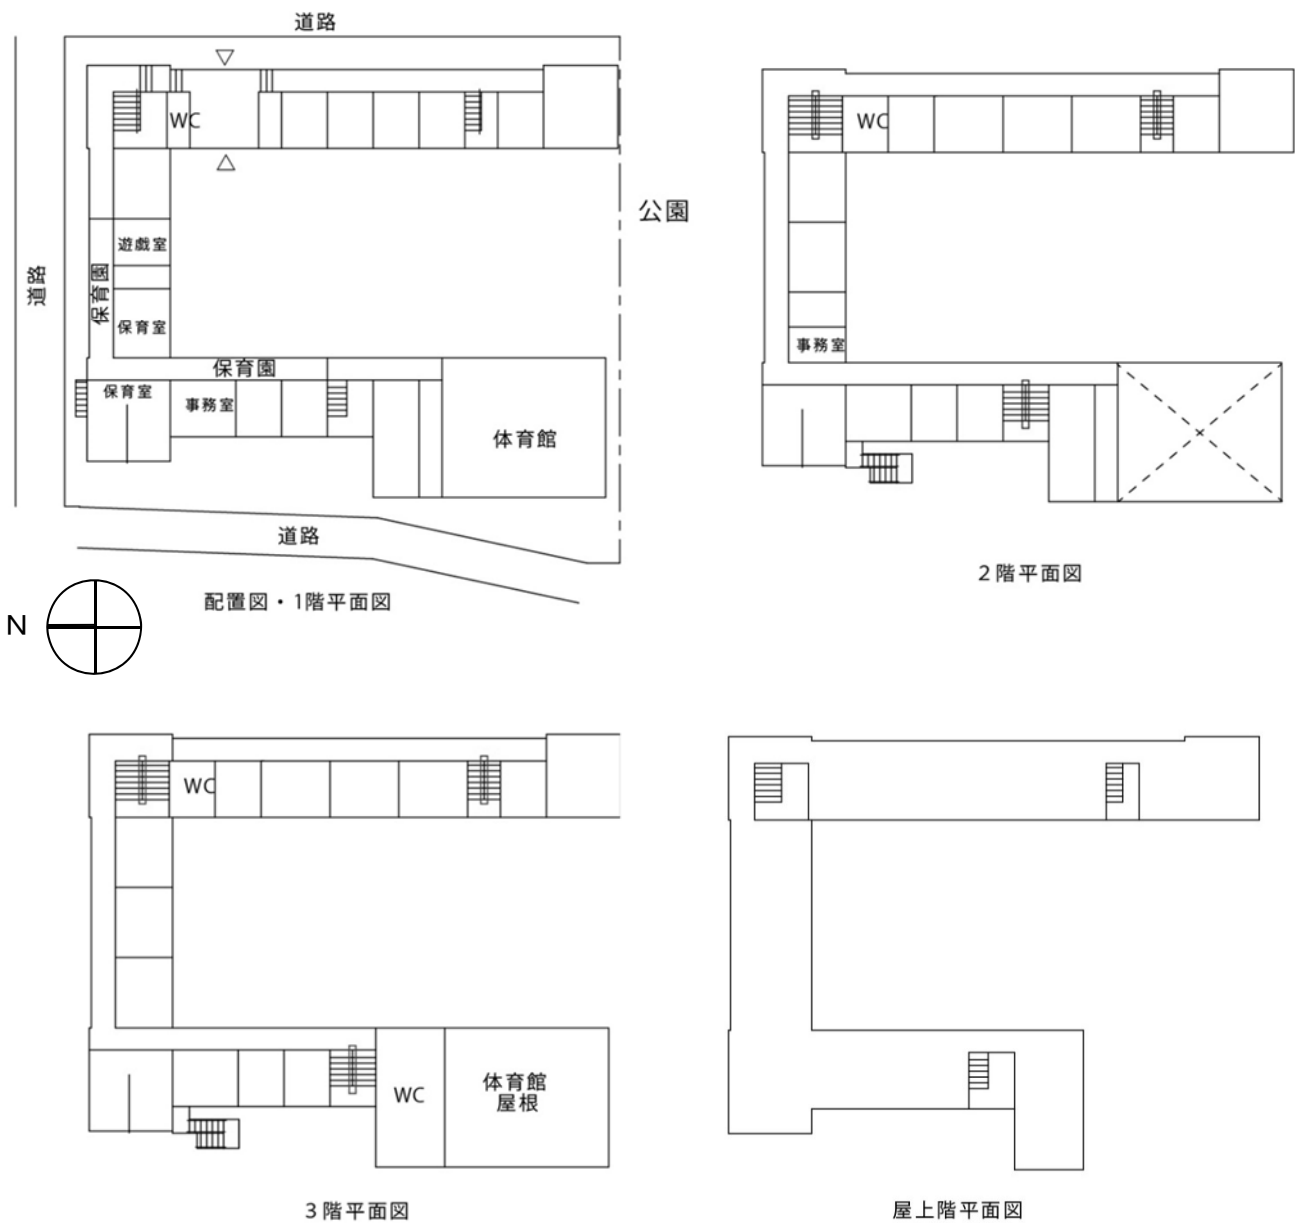 道路
WC
公園
遊戯室
道路
保育園
保育室
保育園
保育室
事務室
体育館
道路
配置図・1階平面図
N
WC
事務室
2階平面図
WC
WC
体育館
屋根
3階平面図
屋上階平面図